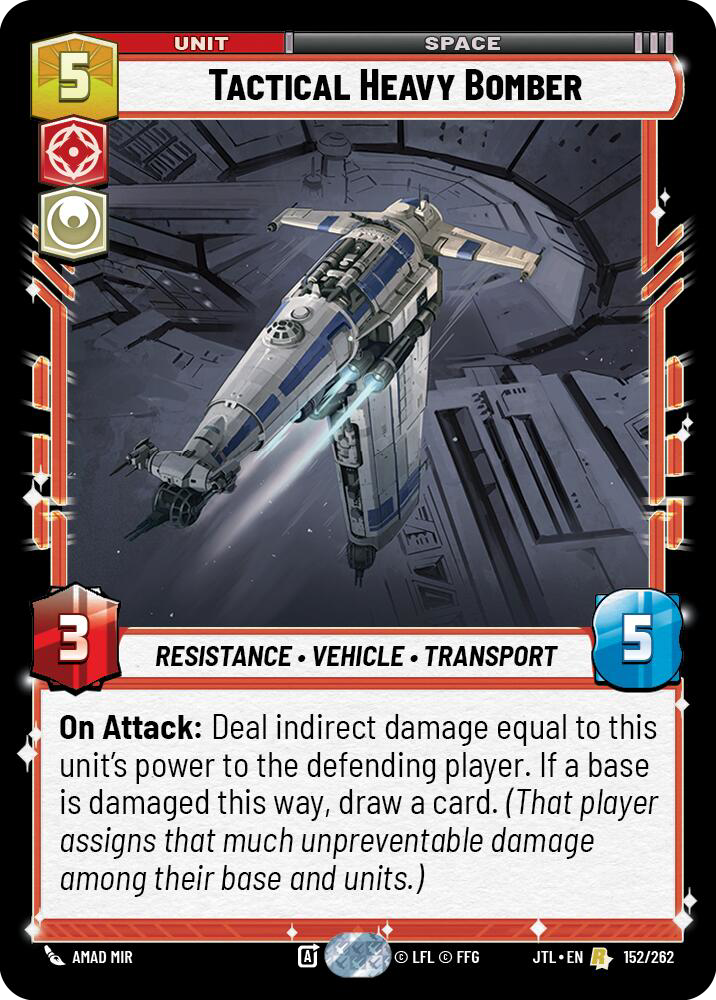 UNIT SPACE
5
TACTICAL HEAVY BOMBER
3
RESISTANCE • VEHICLE • TRANSPORT
5
On Attack: Deal indirect damage equal to this
unit's power to the defending player. If a base
is damaged this way, draw a card. (That player
assigns that much unpreventable damage
among their base and units.)
AMAD MIR
A
© LFL © FFG
JTL • EN R 152/262